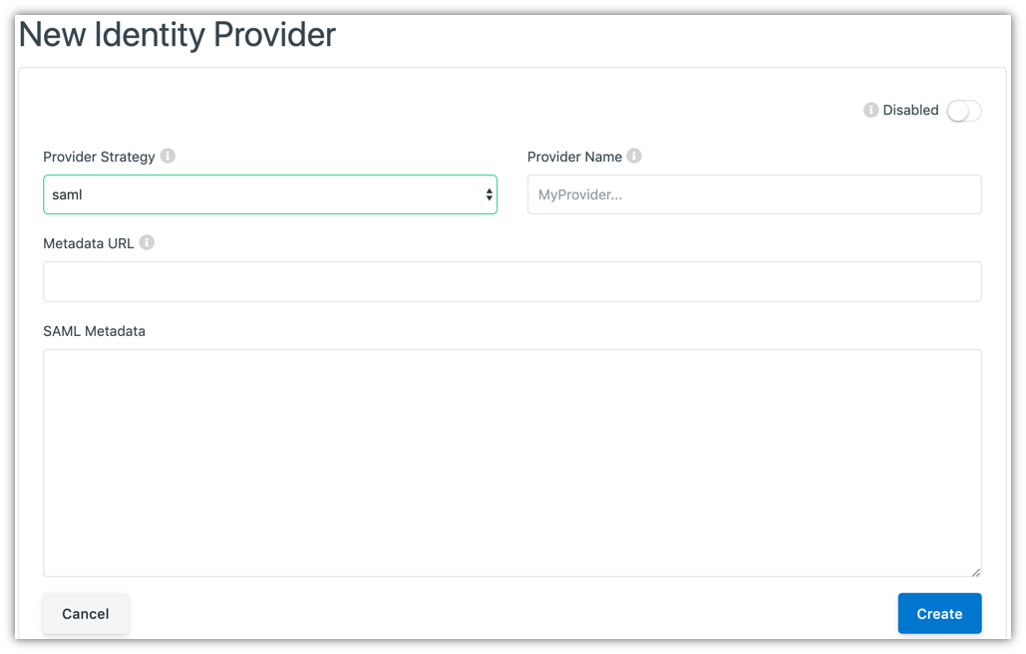 New Identity Provider
Disabled
Provider Strategy
Provider Name
saml
MyProvider...
Metadata URL
SAML Metadata
Cancel
Create